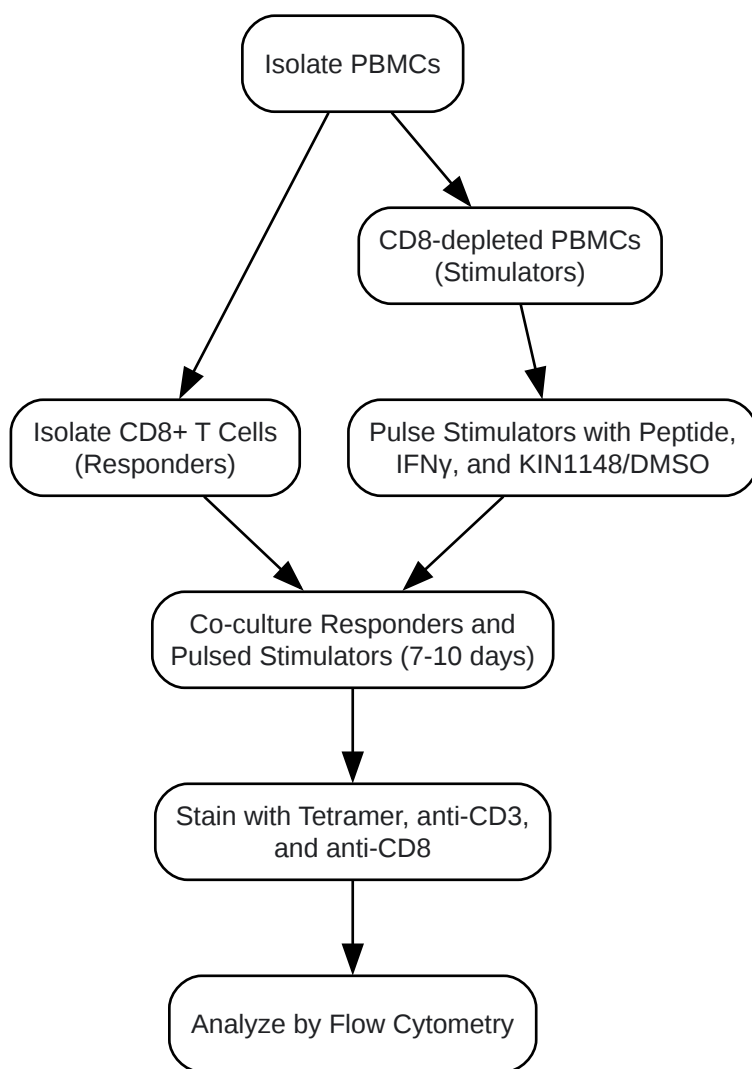 Isolate PBMCs
CD8-depleted PBMCs
(Stimulators)
Isolate CD8+ T Cells
(Responders)
Pulse Stimulators with Peptide,
IFNγ, and KIN1148/DMSO
Co-culture Responders and
Pulsed Stimulators (7-10 days)
Stain with Tetramer, anti-CD3,
and anti-CD8
Analyze by Flow Cytometry